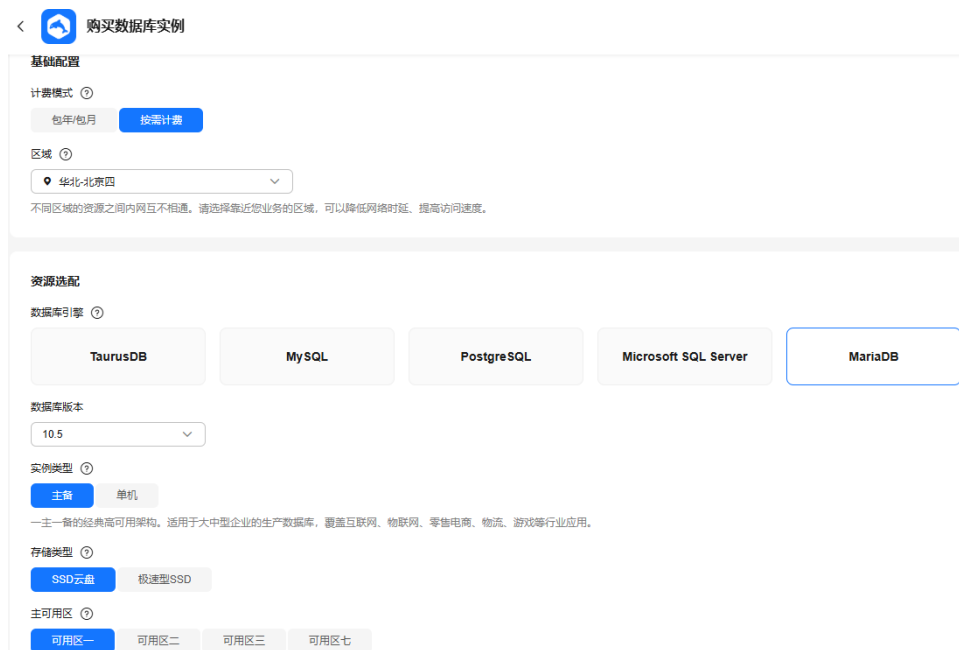 购买数据库实例
基础配置
计费模式
包年/包月 按需计费
区域
华北-北京四
不同区域的资源之间内网互不相通。请选择靠近您业务的区域，可以降低网络时延、提高访问速度。
资源选配
数据库引擎
TaurusDB MySQL PostgreSQL Microsoft SQL Server MariaDB
数据库版本
10.5
实例类型
主备 单机
一主一备的经典高可用架构。适用于大中型企业的生产数据库，覆盖互联网、物联网、零售电商、物流、游戏等行业应用。
存储类型
SSD云盘 极速型SSD
主可用区
可用区一 可用区二 可用区三 可用区七